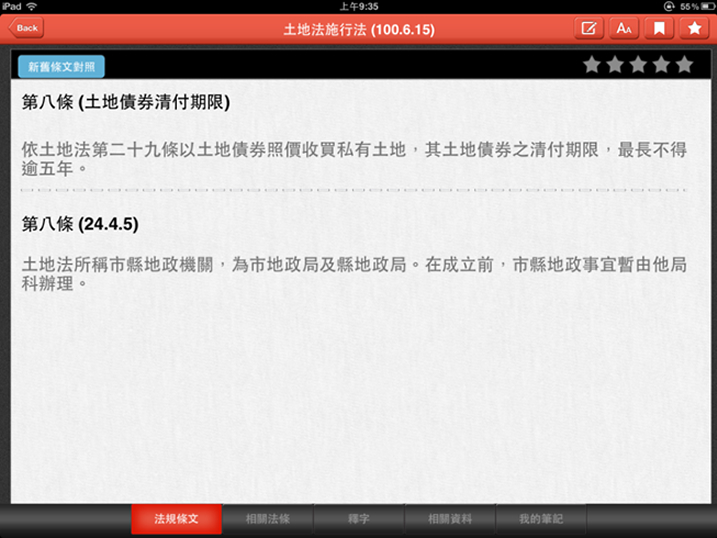 iPad 上午9:35 55%
Back 土地法施行法 (100.6.15) AA
新舊條文對照
第八條 (土地債券清付期限)
依土地法第二十九條以土地債券照價收買私有土地，其土地債券之清付期限，最長不得
逾五年。
第八條 (24.4.5)
土地法所稱市縣地政機關，為市地政局及縣地政局。在成立前，市縣地政事宜暫由他局
科辦理。
法規條文 相關法條 釋字 相關資料 我的筆記